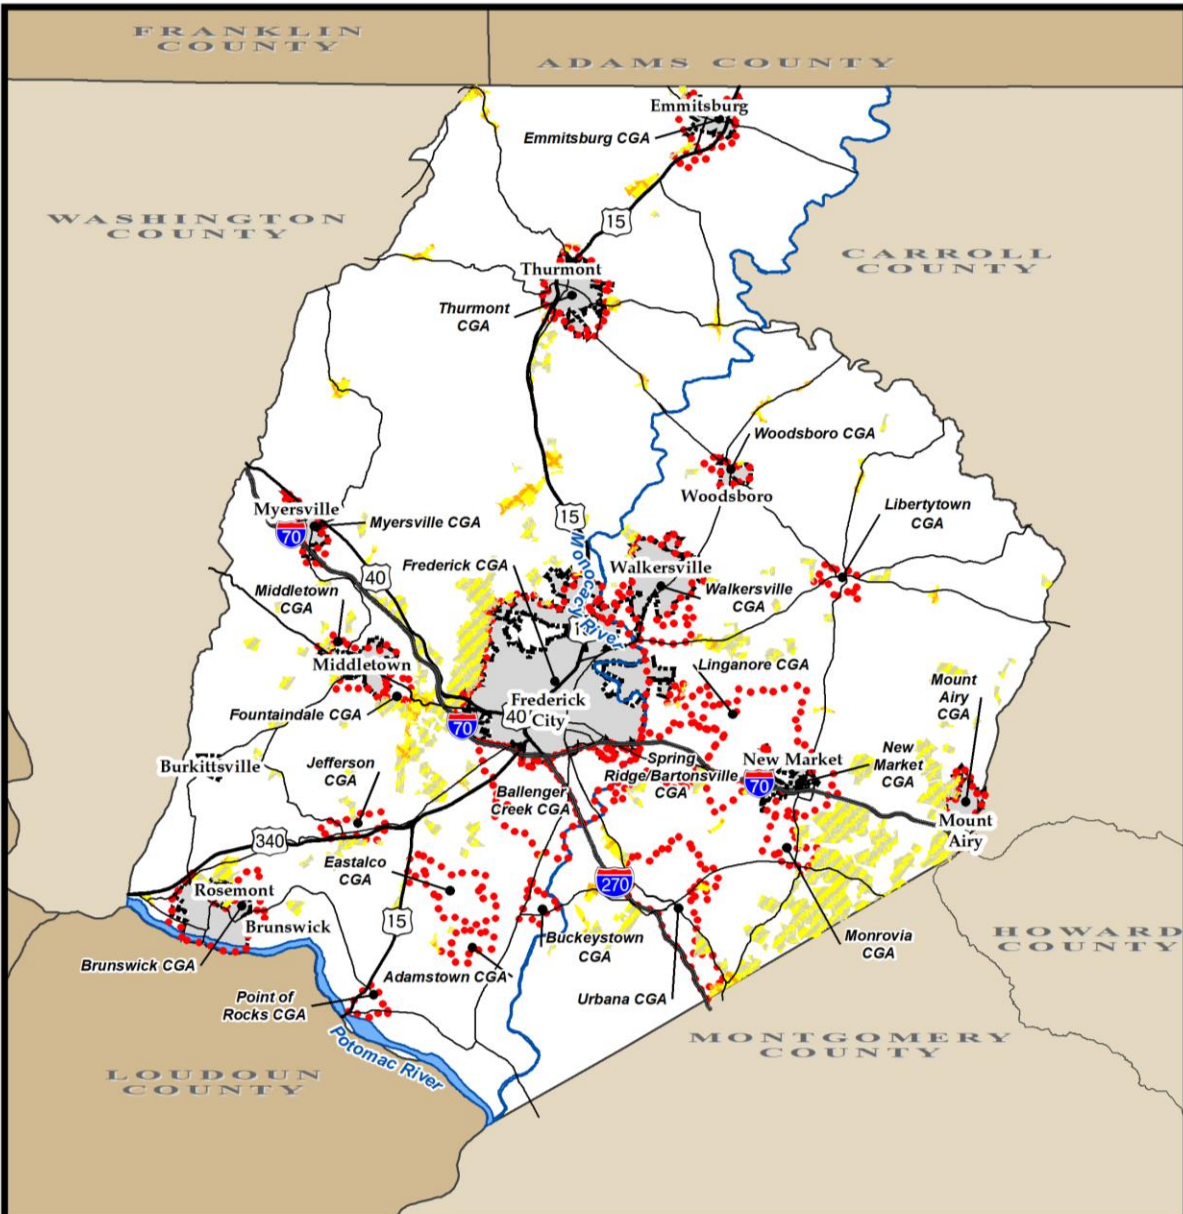 FRANKLIN
COUNTY
ADAMS COUNTY
Emmitsburg
Emmitsburg CGA
WASHINGTON
COUNTY
15
CARROLL
COUNTY
Thurmont
Thurmont
CGA
Woodsboro CGA
Woodsboro
Libertytown
CGA
Myersville
70
Myersville CGA
15
Monocacy River
Frederick CGA
Walkersville
40
Middletown
CGA
Walkersville
CGA
Middletown
Linganore CGA
Mount
Airy
CGA
Fountaindale CGA
70
40
Frederick
City
Burkittsville
Jefferson
CGA
Spring
Ridge/Bartonsville
CGA
New Market
New
Market
CGA
70
Ballenger
Creek CGA
Mount
Airy
340
Eastalco
CGA
270
Rosemont
Brunswick
15
Buckeystown
CGA
Monrovia
CGA
HOWARD
COUNTY
Brunswick CGA
Adamstown CGA
Point of
Rocks CGA
Urbana CGA
Potomac River
MONTGOMERY
COUNTY
LOUDOUN
COUNTY